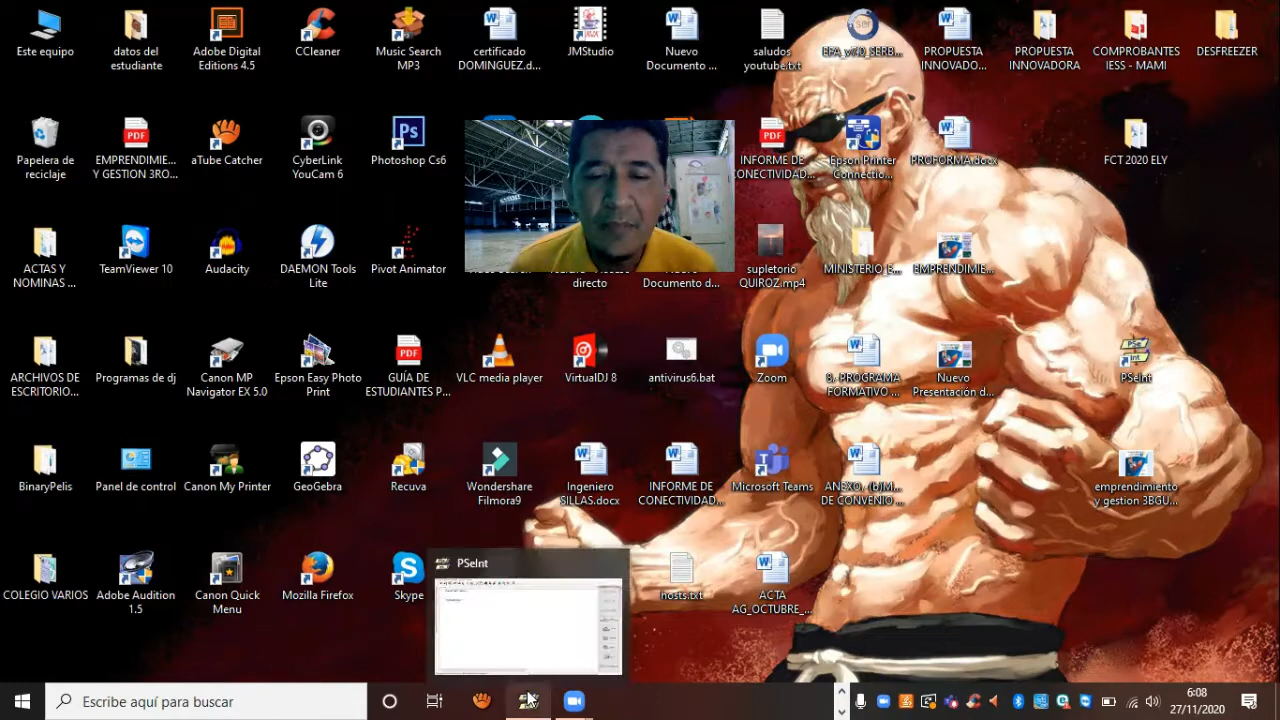 Este equipo
datos del
estudiant...
Adobe Digital
Editions 4.5
CCleaner
Music Search
MP3
certificado
DOMINGUEZ.d...
JMStudio
Nuevo
Documento ...
saludos
youtube.txt
PROPUESTA
INNOVADO...
PROPUESTA
INNOVADORA
COMPROBANTES
IESS - MAMI
DESFREEZER
Papelera de
reciclaje
EMPRENDIMIE...
Y GESTION 3RO...
aTube Catcher
CyberLink
YouCam 6
Photoshop Cs6
INFORME DE
CONECTIVIDAD...
Epson Printer
Connectio...
PROFORMA.docx
FCT 2020 ELY
ACTAS Y
NOMINAS ...
TeamViewer 10
Audacity
DAEMON Tools
Lite
Pivot Animator
directo
Documento d...
supletorio
QUIROZ.mp4
MINISTERIO_E...
EMPRENDIMIE...
ARCHIVOS DE
ESCRITORIO...
Programas de dj
Canon MP
Navigator EX 5.0
Epson Easy Photo
Print
GUÍA DE
ESTUDIANTES P...
VLC media player
VirtualDJ 8
antivirus6.bat
Zoom
8.-PROGRAMA
FORMATIVO ...
Nuevo
Presentación d...
PSeInt
BinaryPelis
Panel de control
Canon My Printer
GeoGebra
Recuva
Wondershare
Filmora9
Ingeniero
SILLAS.docx
INFORME DE
CONECTIVIDAD...
Microsoft Teams
DE CONVENIO ...
emprendimiento
y gestion 3BGU...
COLEGIO VARIOS
Adobe Audition
1.5
Canon Quick
Menu
Mozilla Firefox
Skype
PSeInt
hosts.txt
ACTA
AG_OCTUBRE_...
Escribe aquí para buscar
6:08
27/11/2020